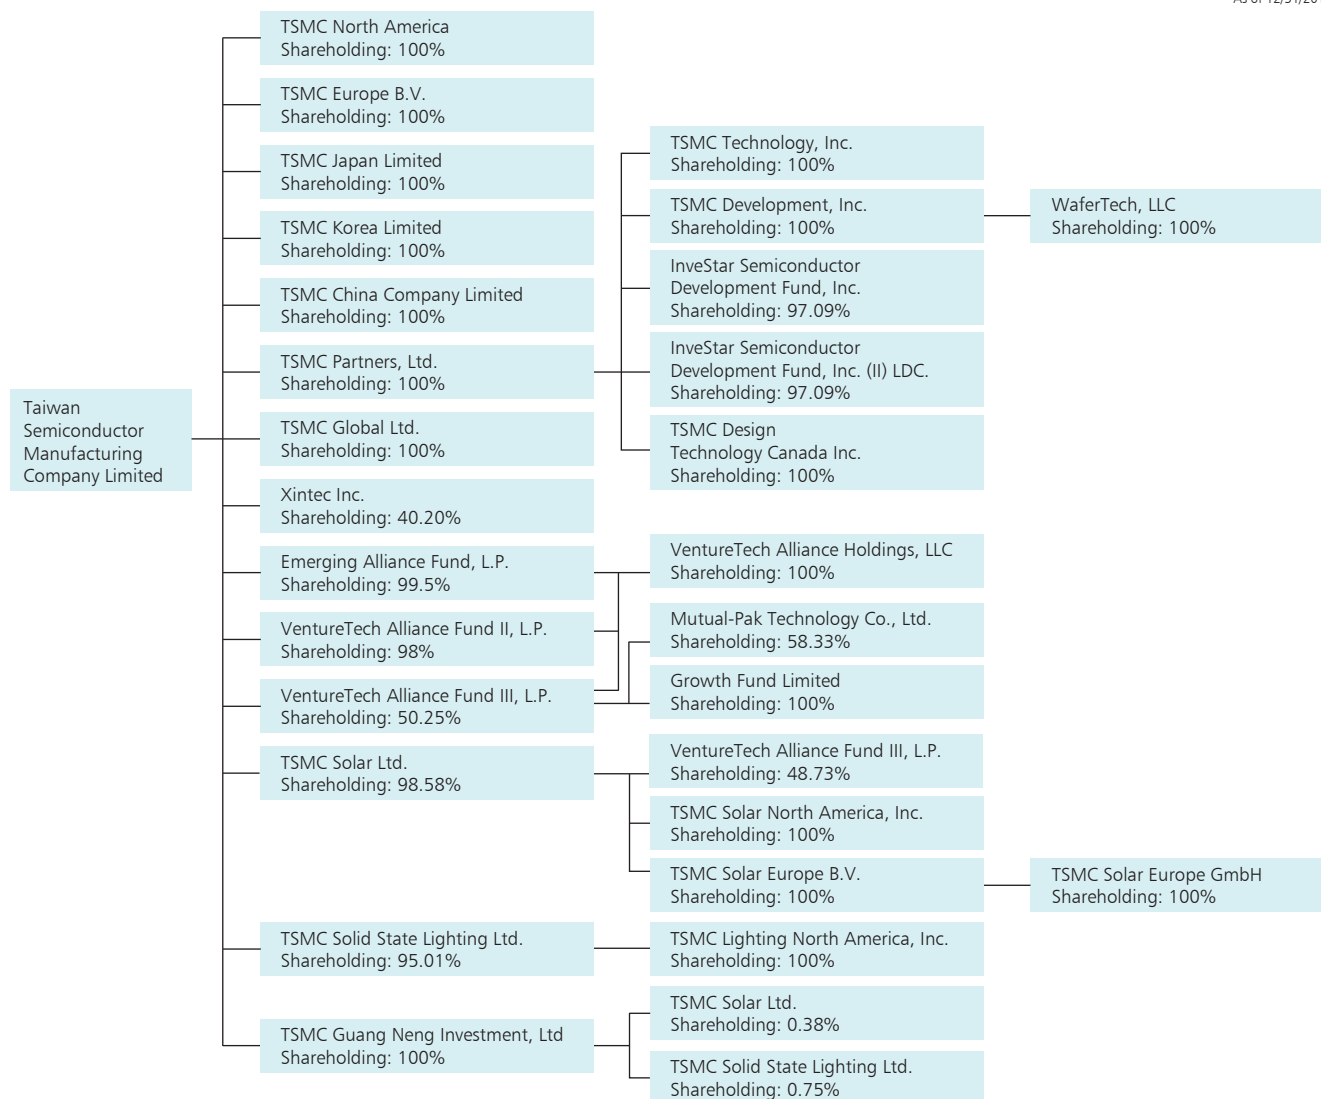 TSMC North America
Shareholding: 100%
TSMC Europe B.V.
Shareholding: 100%
TSMC Japan Limited
Shareholding: 100%
TSMC Korea Limited
Shareholding: 100%
TSMC China Company Limited
Shareholding: 100%
TSMC Partners, Ltd.
Shareholding: 100%
TSMC Global Ltd.
Shareholding: 100%
Xintec Inc.
Shareholding: 40.20%
Emerging Alliance Fund, L.P.
Shareholding: 99.5%
VentureTech Alliance Fund II, L.P.
Shareholding: 98%
VentureTech Alliance Fund III, L.P.
Shareholding: 50.25%
TSMC Solar Ltd.
Shareholding: 98.58%
TSMC Solid State Lighting Ltd.
Shareholding: 95.01%
TSMC Guang Neng Investment, Ltd
Shareholding: 100%
Taiwan
Semiconductor
Manufacturing
Company Limited
TSMC Technology, Inc.
Shareholding: 100%
TSMC Development, Inc.
Shareholding: 100%
InveStar Semiconductor
Development Fund, Inc.
Shareholding: 97.09%
InveStar Semiconductor
Development Fund, Inc. (II) LDC.
Shareholding: 97.09%
TSMC Design
Technology Canada Inc.
Shareholding: 100%
VentureTech Alliance Holdings, LLC
Shareholding: 100%
Mutual-Pak Technology Co., Ltd.
Shareholding: 58.33%
Growth Fund Limited
Shareholding: 100%
VentureTech Alliance Fund III, L.P.
Shareholding: 48.73%
TSMC Solar North America, Inc.
Shareholding: 100%
TSMC Solar Europe B.V.
Shareholding: 100%
TSMC Lighting North America, Inc.
Shareholding: 100%
TSMC Solar Ltd.
Shareholding: 0.38%
TSMC Solid State Lighting Ltd.
Shareholding: 0.75%
WaferTech, LLC
Shareholding: 100%
TSMC Solar Europe GmbH
Shareholding: 100%